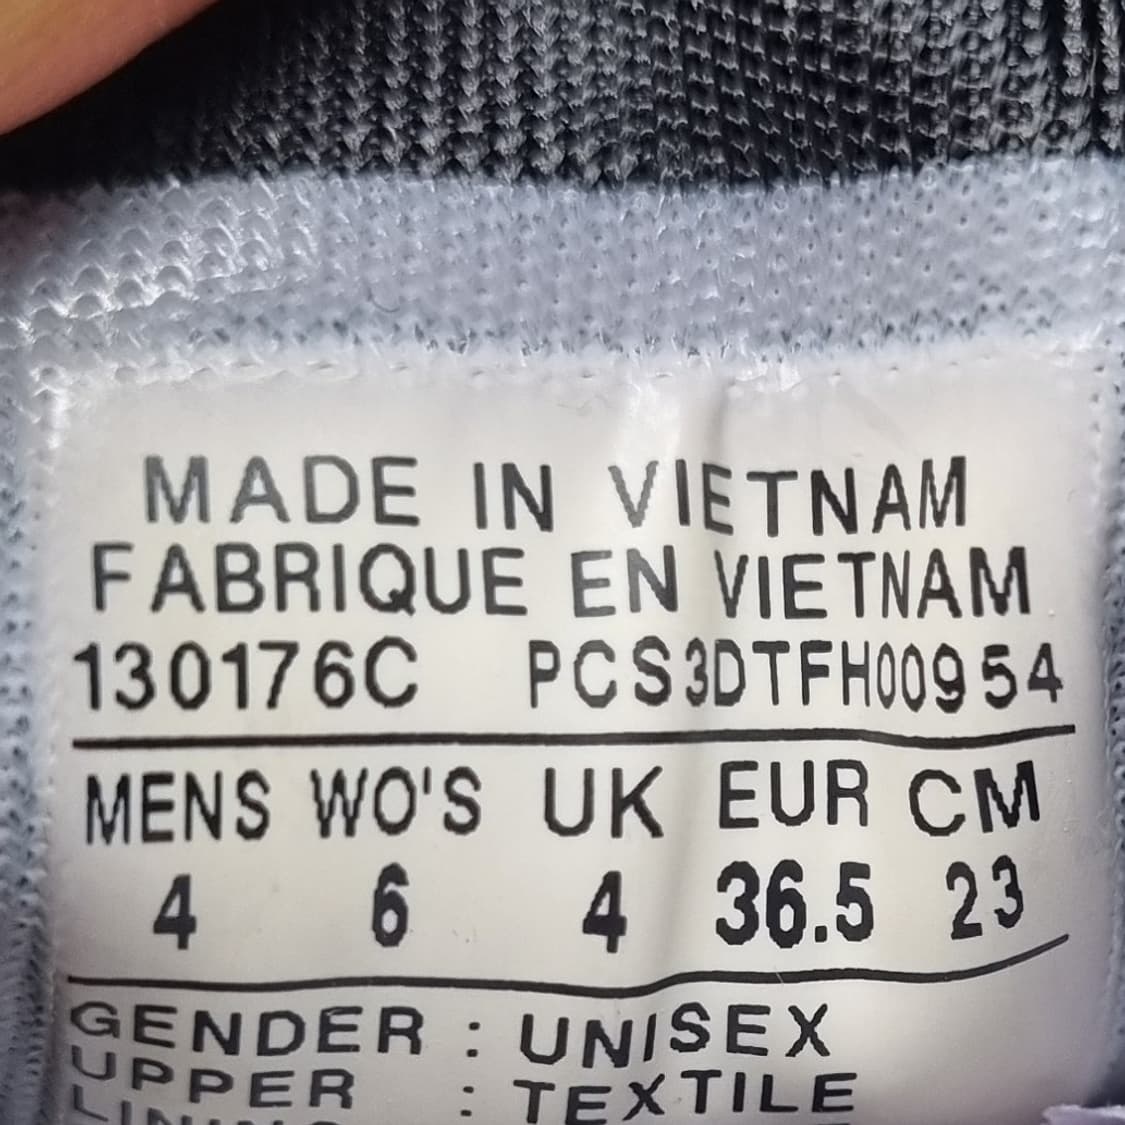 MADE IN VIETNAM
FABRIQUE EN VIETNAM
130176C PCS3DTFH00954
MENS WO'S UK EUR CM
4 6 4 36.5 23
GENDER : UNISEX
UPPER : TEXTILE